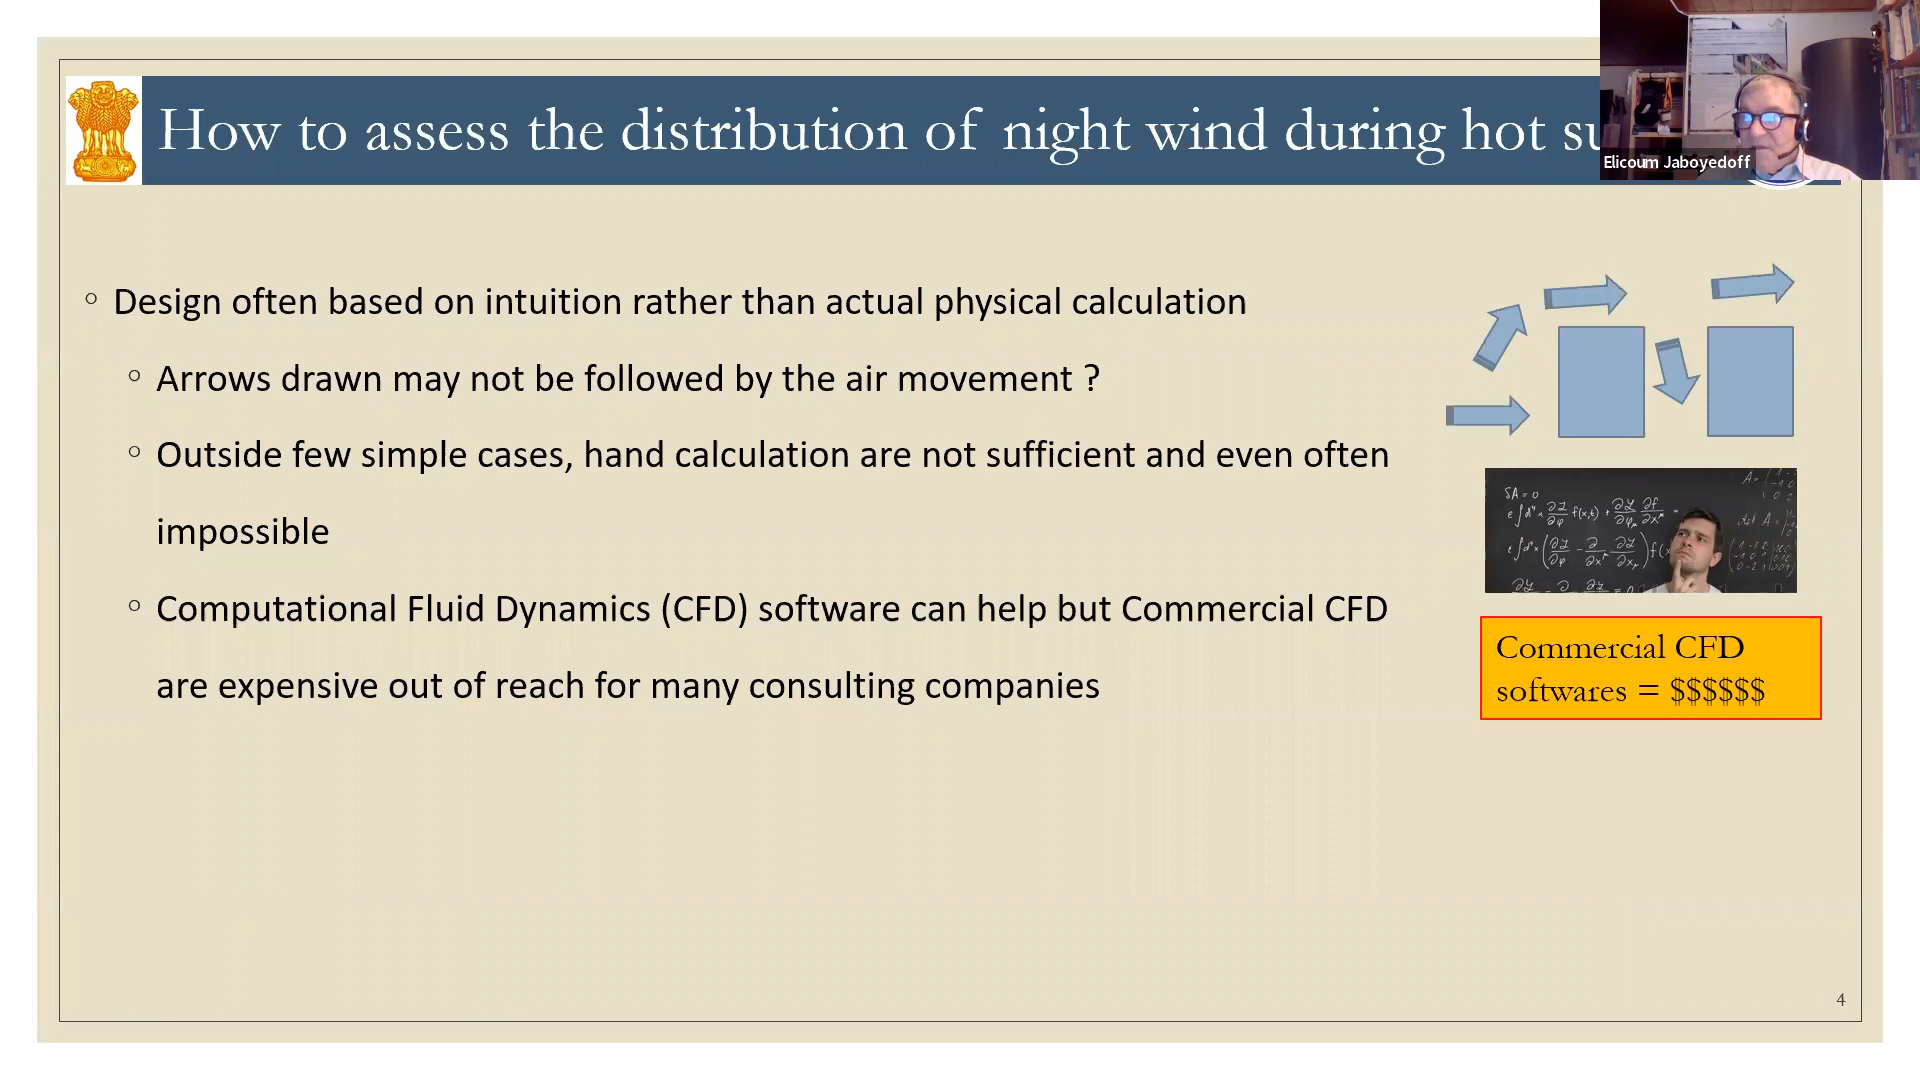 How to assess the distribution of night wind during hot su
Elicoum Jaboyedoff
Design often based on intuition rather than actual physical calculation
Arrows drawn may not be followed by the air movement ?
Outside few simple cases, hand calculation are not sufficient and even often
impossible
Computational Fluid Dynamics (CFD) software can help but Commercial CFD
are expensive out of reach for many consulting companies
δA = 0
Commercial CFD
softwares = $$$$$$
4